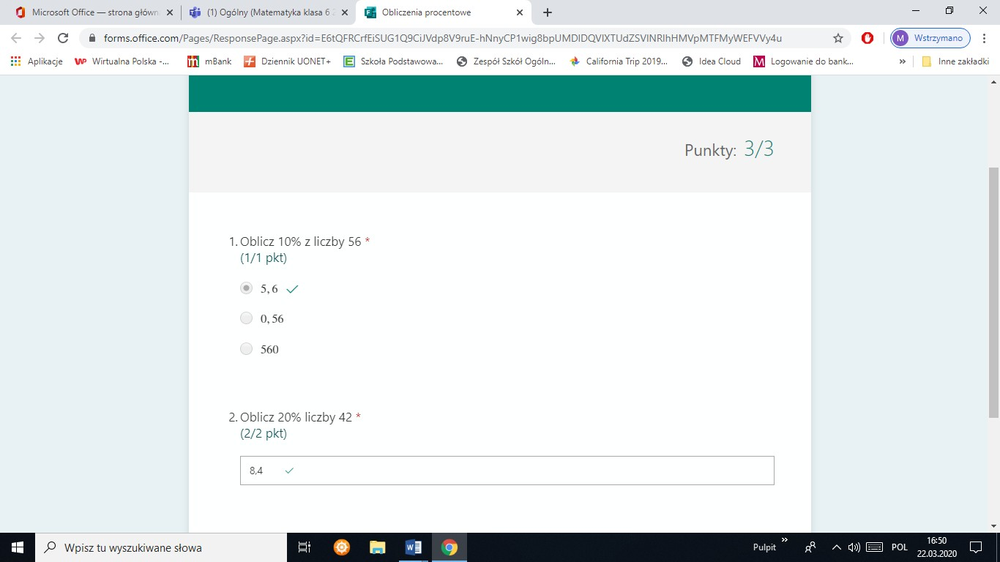 Microsoft Office — strona główn
(1) Ogólny (Matematyka klasa 6 2
Obliczenia procentowe
forms.office.com/Pages/ResponsePage.aspx?id=E6tQFRCrfEiSUG1Q9CiJVdp8V9ruE-hNnyCP1wig8bpUMDlDQVlXTUdZSVlNRlhHMVpMTFMyWEFVVy4u
M Wstrzymano
Aplikacje
WP Wirtualna Polska -...
m mBank
Dziennik UONET+
E Szkoła Podstawowa...
Zespół Szkół Ogóln...
California Trip 2019...
Idea Cloud
M Logowanie do bank...
»
Inne zakładki
Punkty: 3/3
1. Oblicz 10% z liczby 56 *
(1/1 pkt)
5, 6
0, 56
560
2. Oblicz 20% liczby 42 *
(2/2 pkt)
8,4
Wpisz tu wyszukiwane słowa
Pulpit »
POL
16:50
22.03.2020